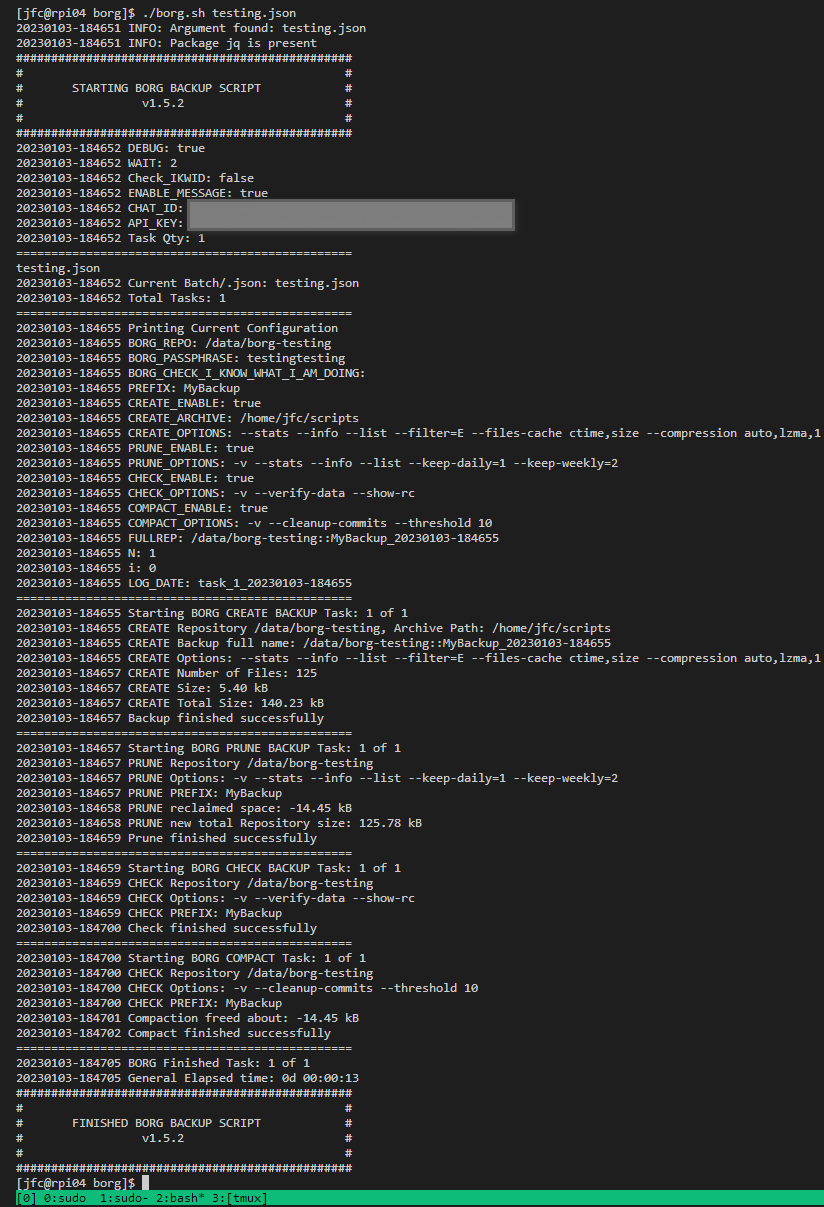 [jfc@rpi04 borg]$ ./borg.sh testing.json
20230103-184651 INFO: Argument found: testing.json
20230103-184651 INFO: Package jq is present
################################################
#                                              #
#       STARTING BORG BACKUP SCRIPT            #
#                 v1.5.2                       #
#                                              #
################################################
20230103-184652 DEBUG: true
20230103-184652 WAIT: 2
20230103-184652 Check_IKWID: false
20230103-184652 ENABLE_MESSAGE: true
20230103-184652 CHAT_ID:
20230103-184652 API_KEY:
20230103-184652 Task Qty: 1
================================================
testing.json
20230103-184652 Current Batch/.json: testing.json
20230103-184652 Total Tasks: 1
================================================
20230103-184655 Printing Current Configuration
20230103-184655 BORG_REPO: /data/borg-testing
20230103-184655 BORG_PASSPHRASE: testingtesting
20230103-184655 BORG_CHECK_I_KNOW_WHAT_I_AM_DOING:
20230103-184655 PREFIX: MyBackup
20230103-184655 CREATE_ENABLE: true
20230103-184655 CREATE_ARCHIVE: /home/jfc/scripts
20230103-184655 CREATE_OPTIONS: --stats --info --list --filter=E --files-cache ctime,size --compression auto,lzma,1
20230103-184655 PRUNE_ENABLE: true
20230103-184655 PRUNE_OPTIONS: -v --stats --info --list --keep-daily=1 --keep-weekly=2
20230103-184655 CHECK_ENABLE: true
20230103-184655 CHECK_OPTIONS: -v --verify-data --show-rc
20230103-184655 COMPACT_ENABLE: true
20230103-184655 COMPACT_OPTIONS: -v --cleanup-commits --threshold 10
20230103-184655 FULLREP: /data/borg-testing::MyBackup_20230103-184655
20230103-184655 N: 1
20230103-184655 i: 0
20230103-184655 LOG_DATE: task_1_20230103-184655
================================================
20230103-184655 Starting BORG CREATE BACKUP Task: 1 of 1
20230103-184655 CREATE Repository /data/borg-testing, Archive Path: /home/jfc/scripts
20230103-184655 CREATE Backup full name: /data/borg-testing::MyBackup_20230103-184655
20230103-184655 CREATE Options: --stats --info --list --filter=E --files-cache ctime,size --compression auto,lzma,1
20230103-184657 CREATE Number of Files: 125
20230103-184657 CREATE Size: 5.40 kB
20230103-184657 CREATE Total Size: 140.23 kB
20230103-184657 Backup finished successfully
================================================
20230103-184657 Starting BORG PRUNE BACKUP Task: 1 of 1
20230103-184657 PRUNE Repository /data/borg-testing
20230103-184657 PRUNE Options: -v --stats --info --list --keep-daily=1 --keep-weekly=2
20230103-184657 PRUNE PREFIX: MyBackup
20230103-184658 PRUNE reclaimed space: -14.45 kB
20230103-184658 PRUNE new total Repository size: 125.78 kB
20230103-184659 Prune finished successfully
================================================
20230103-184659 Starting BORG CHECK BACKUP Task: 1 of 1
20230103-184659 CHECK Repository /data/borg-testing
20230103-184659 CHECK Options: -v --verify-data --show-rc
20230103-184659 CHECK PREFIX: MyBackup
20230103-184700 Check finished successfully
================================================
20230103-184700 Starting BORG COMPACT Task: 1 of 1
20230103-184700 CHECK Repository /data/borg-testing
20230103-184700 CHECK Options: -v --cleanup-commits --threshold 10
20230103-184700 CHECK PREFIX: MyBackup
20230103-184701 Compaction freed about: -14.45 kB
20230103-184702 Compact finished successfully
================================================
20230103-184705 BORG Finished Task: 1 of 1
20230103-184705 General Elapsed time: 0d 00:00:13
################################################
#                                              #
#       FINISHED BORG BACKUP SCRIPT            #
#                 v1.5.2                       #
#                                              #
################################################
[jfc@rpi04 borg]$
[0] 0:sudo  1:sudo- 2:bash* 3:[tmux]